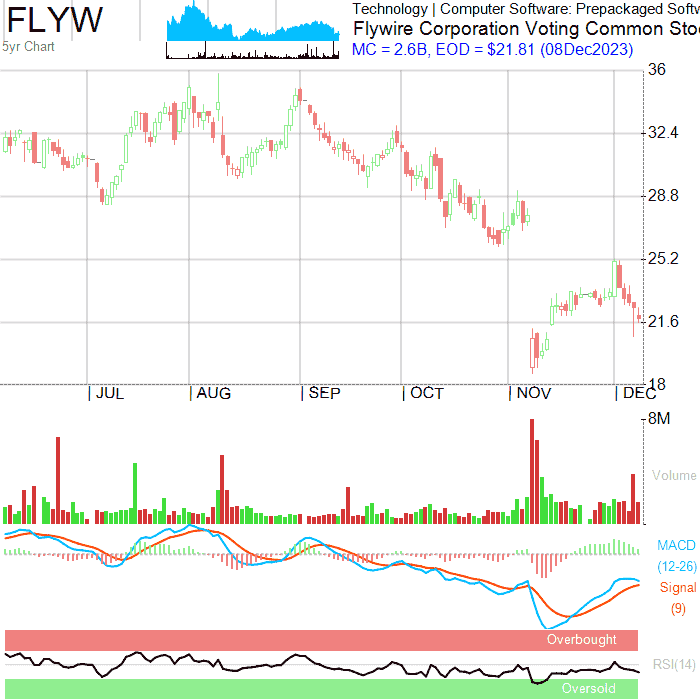 FLYW
5yr Chart
Technology | Computer Software: Prepackaged Softw
Flywire Corporation Voting Common Stoc
MC = 2.6B, EOD = $21.81 (08Dec2023)
36
32.4
28.8
25.2
21.6
18
JUL AUG SEP OCT NOV DEC
8M
Volume
MACD
(12-26)
Signal
(9)
Overbought
RSI(14)
Oversold